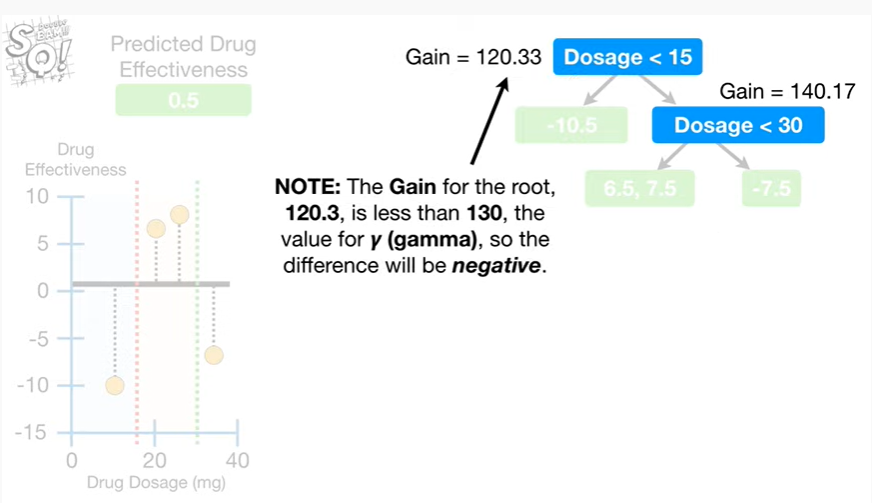 StatQuest!
Predicted Drug
Effectiveness
0.5
Gain = 120.33
Dosage < 15
Gain = 140.17
-10.5
Dosage < 30
6.5, 7.5
-7.5
NOTE: The Gain for the root,
120.3, is less than 130, the
value for γ (gamma), so the
difference will be negative.
Drug
Effectiveness
10
5
0
-5
-10
-15
0
20
40
Drug Dosage (mg)